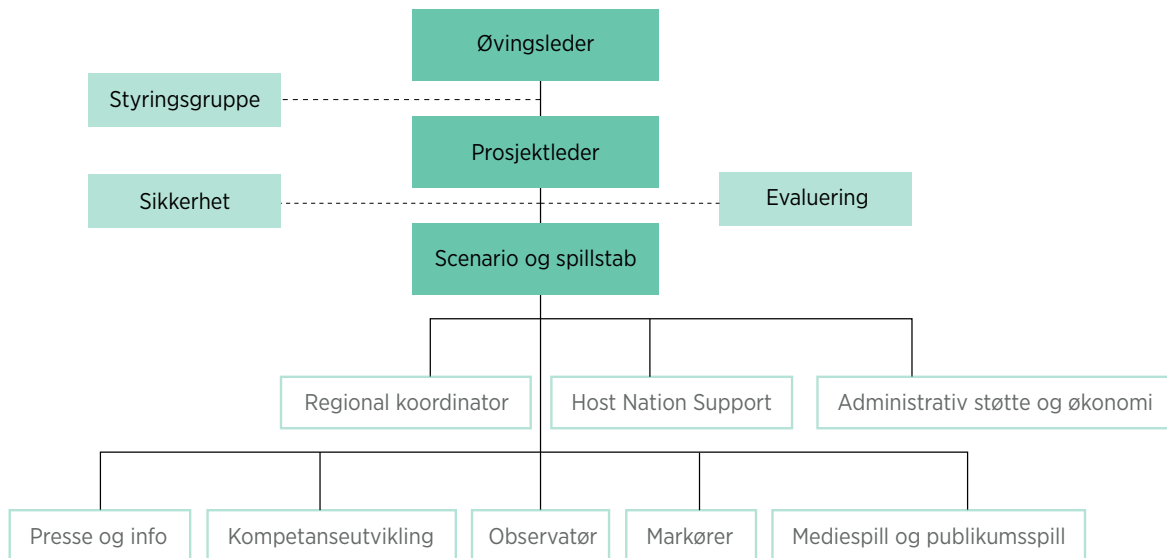 Øvingsleder
Styringsgruppe
Prosjektleder
Sikkerhet
Evaluering
Scenario og spillstab
Regional koordinator
Host Nation Support
Administrativ støtte og økonomi
Presse og info
Kompetanseutvikling
Observatør
Markører
Mediespill og publikumsspill